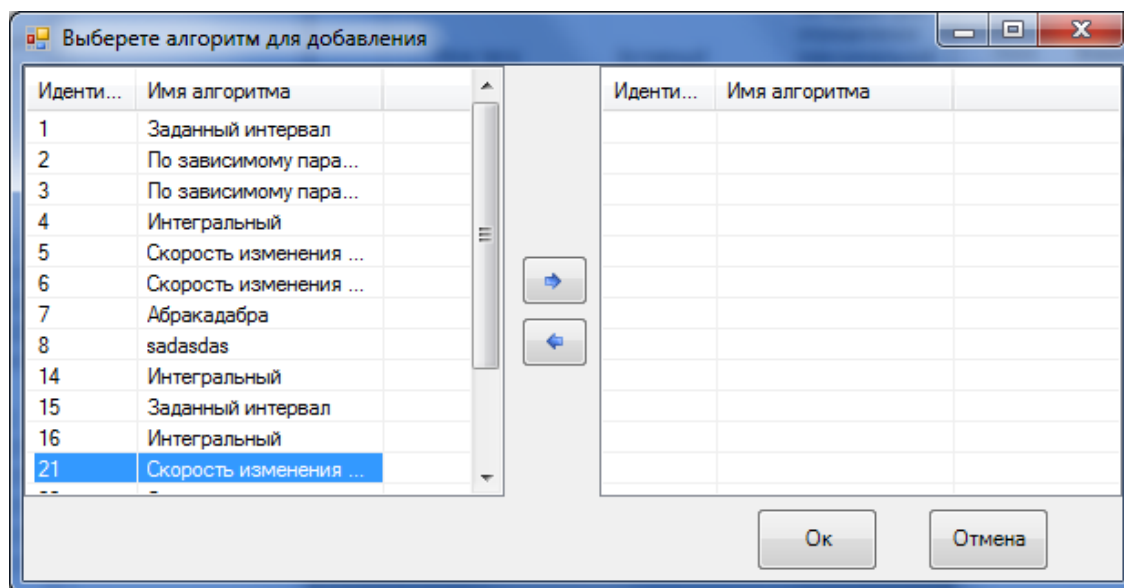 Выберете алгоритм для добавления
Иденти... Имя алгоритма Иденти... Имя алгоритма
1 Заданный интервал
2 По зависимому пара...
3 По зависимому пара...
4 Интегральный
5 Скорость изменения ...
6 Скорость изменения ...
7 Абракадабра
8 sadasdas
14 Интегральный
15 Заданный интервал
16 Интегральный
21 Скорость изменения ...
Ок Отмена